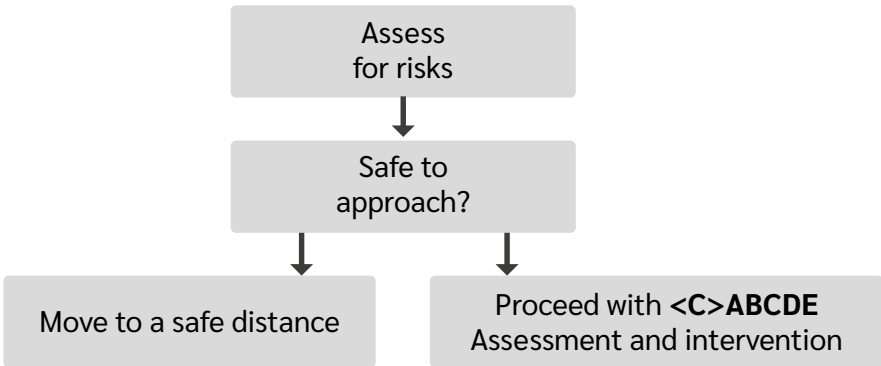 Assess
for risks
Safe to
approach?
Move to a safe distance
Proceed with <C>ABCDE
Assessment and intervention